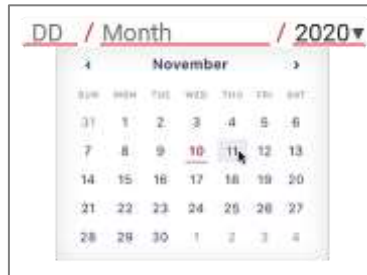 DD / Month / 2020▾
‹ November ›
SUN MON TUE WED THU FRI SAT
31 1 2 3 4 5 6
7 8 9 10 11 12 13
14 15 16 17 18 19 20
21 22 23 24 25 26 27
28 29 30 1 2 3 4